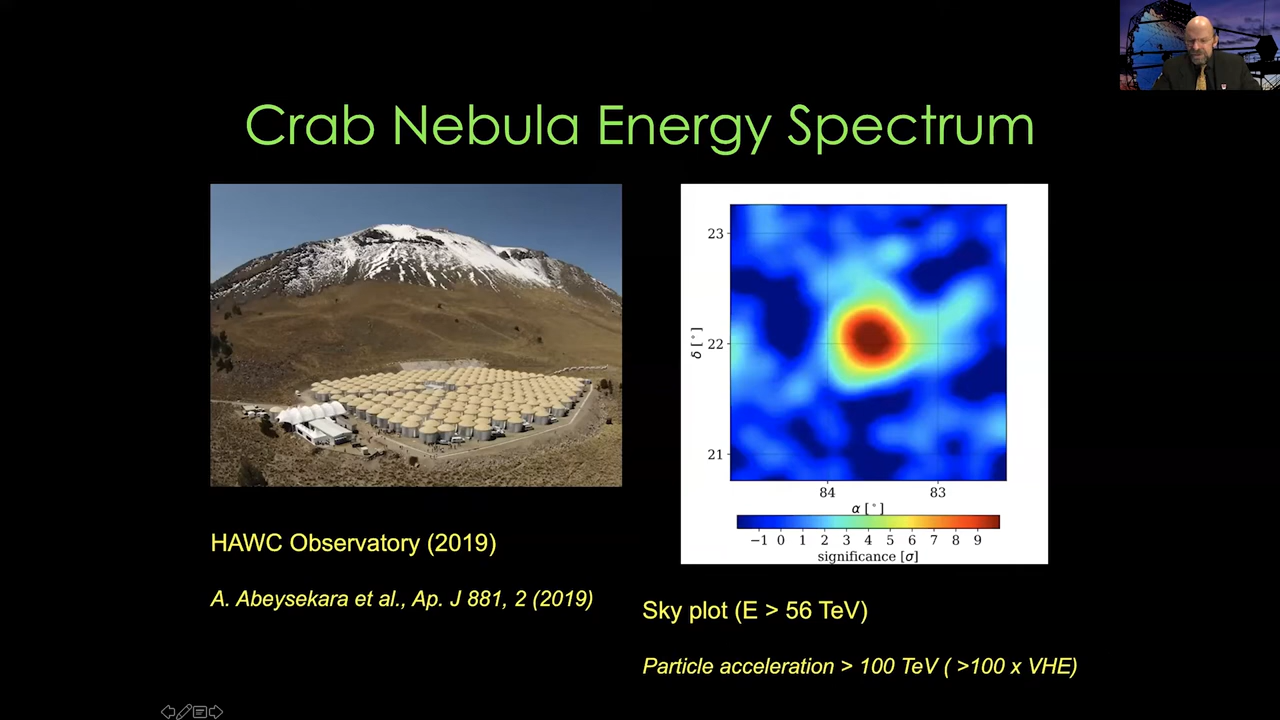 Crab Nebula Energy Spectrum
23
22
21
δ [°]
84
83
α [°]
−1 0 1 2 3 4 5 6 7 8 9
significance [σ]
HAWC Observatory (2019)
A. Abeysekara et al., Ap. J 881, 2 (2019)
Sky plot (E > 56 TeV)
Particle acceleration > 100 TeV ( >100 x VHE)